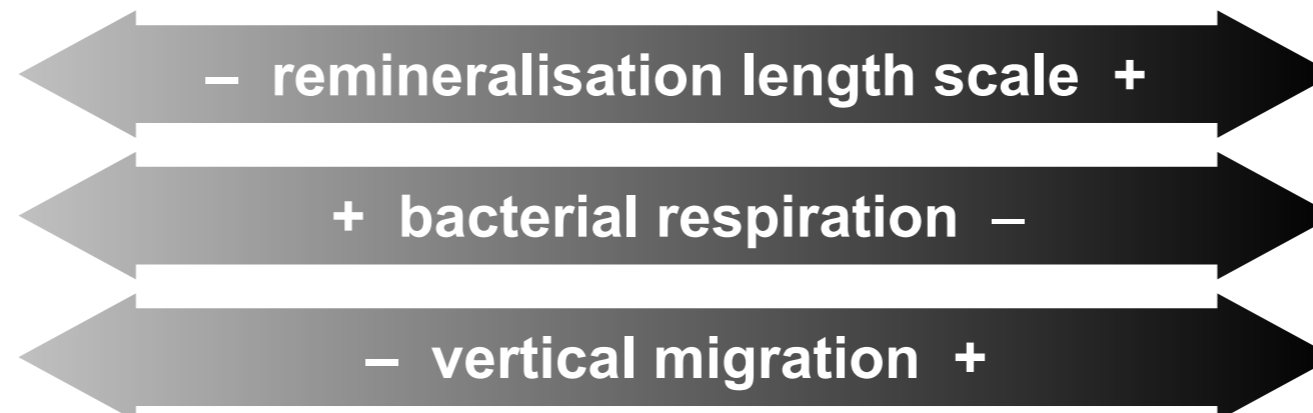 – remineralisation length scale +
+ bacterial respiration –
– vertical migration +